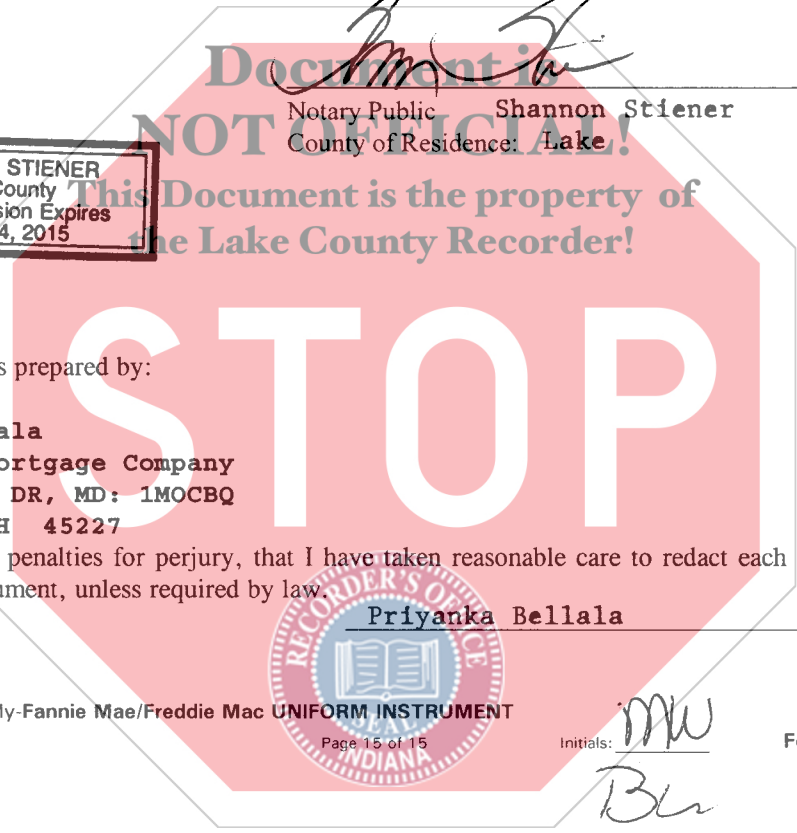 Document is
NOT OFFICIAL!
This Document is the property of
the Lake County Recorder!
STOP
Notary Public Shannon Stiener
County of Residence: Lake
STIENER
County
sion Expires
4, 2015
s prepared by:
ala
ortgage Company
DR, MD: 1MOCBQ
H 45227
penalties for perjury, that I have taken reasonable care to redact each
ument, unless required by law.
Priyanka Bellala
ly-Fannie Mae/Freddie Mac UNIFORM INSTRUMENT
Page 15 of 15
Initials: MW
RECORDER'S OFFICE
SEAL
INDIANA